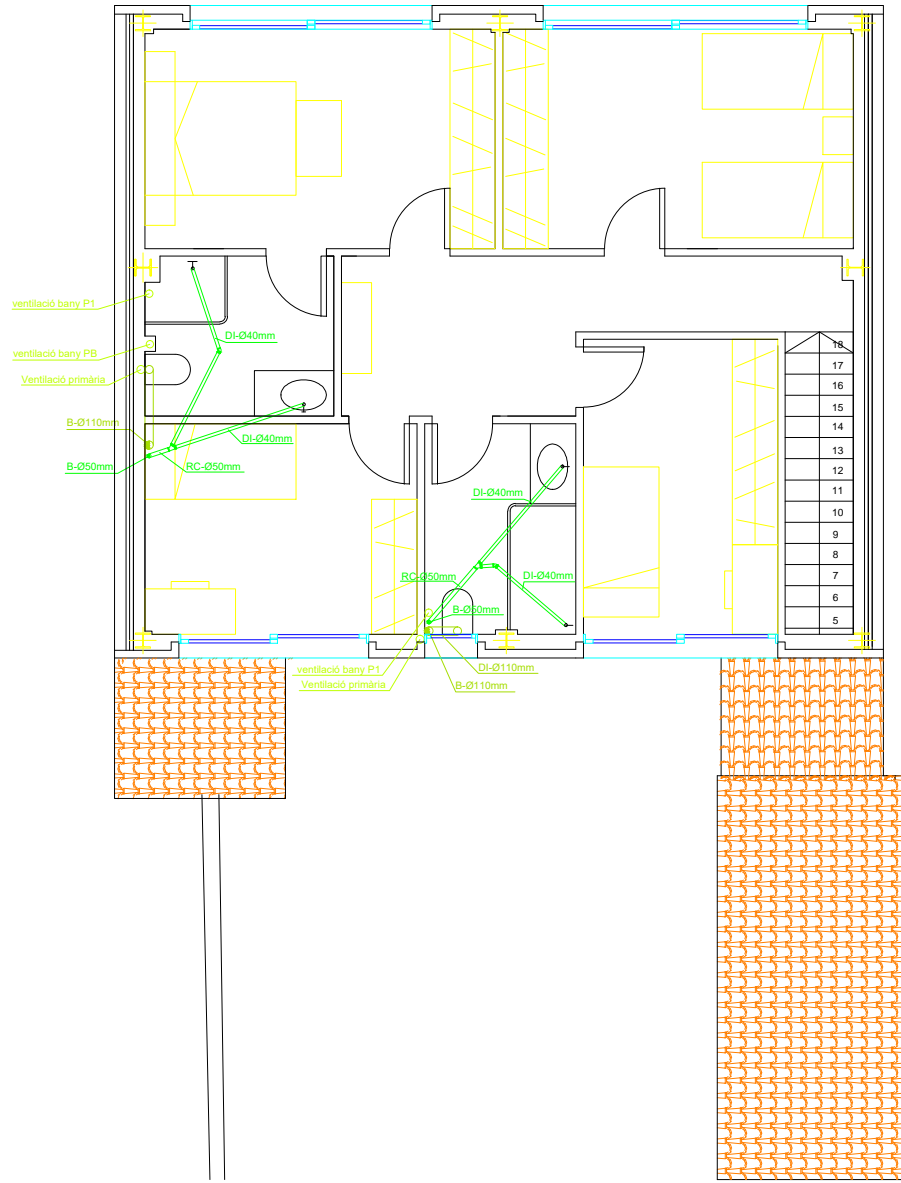 ventilació bany P1
DI-Ø40mm
ventilació bany PB
Ventilació primària
B-Ø110mm
DI-Ø40mm
B-Ø50mm
RC-Ø50mm
18
17
16
15
14
13
12
11
10
9
8
7
6
5
DI-Ø40mm
RC-Ø50mm
DI-Ø40mm
B-Ø50mm
ventilació bany P1
DI-Ø110mm
Ventilació primària
B-Ø110mm